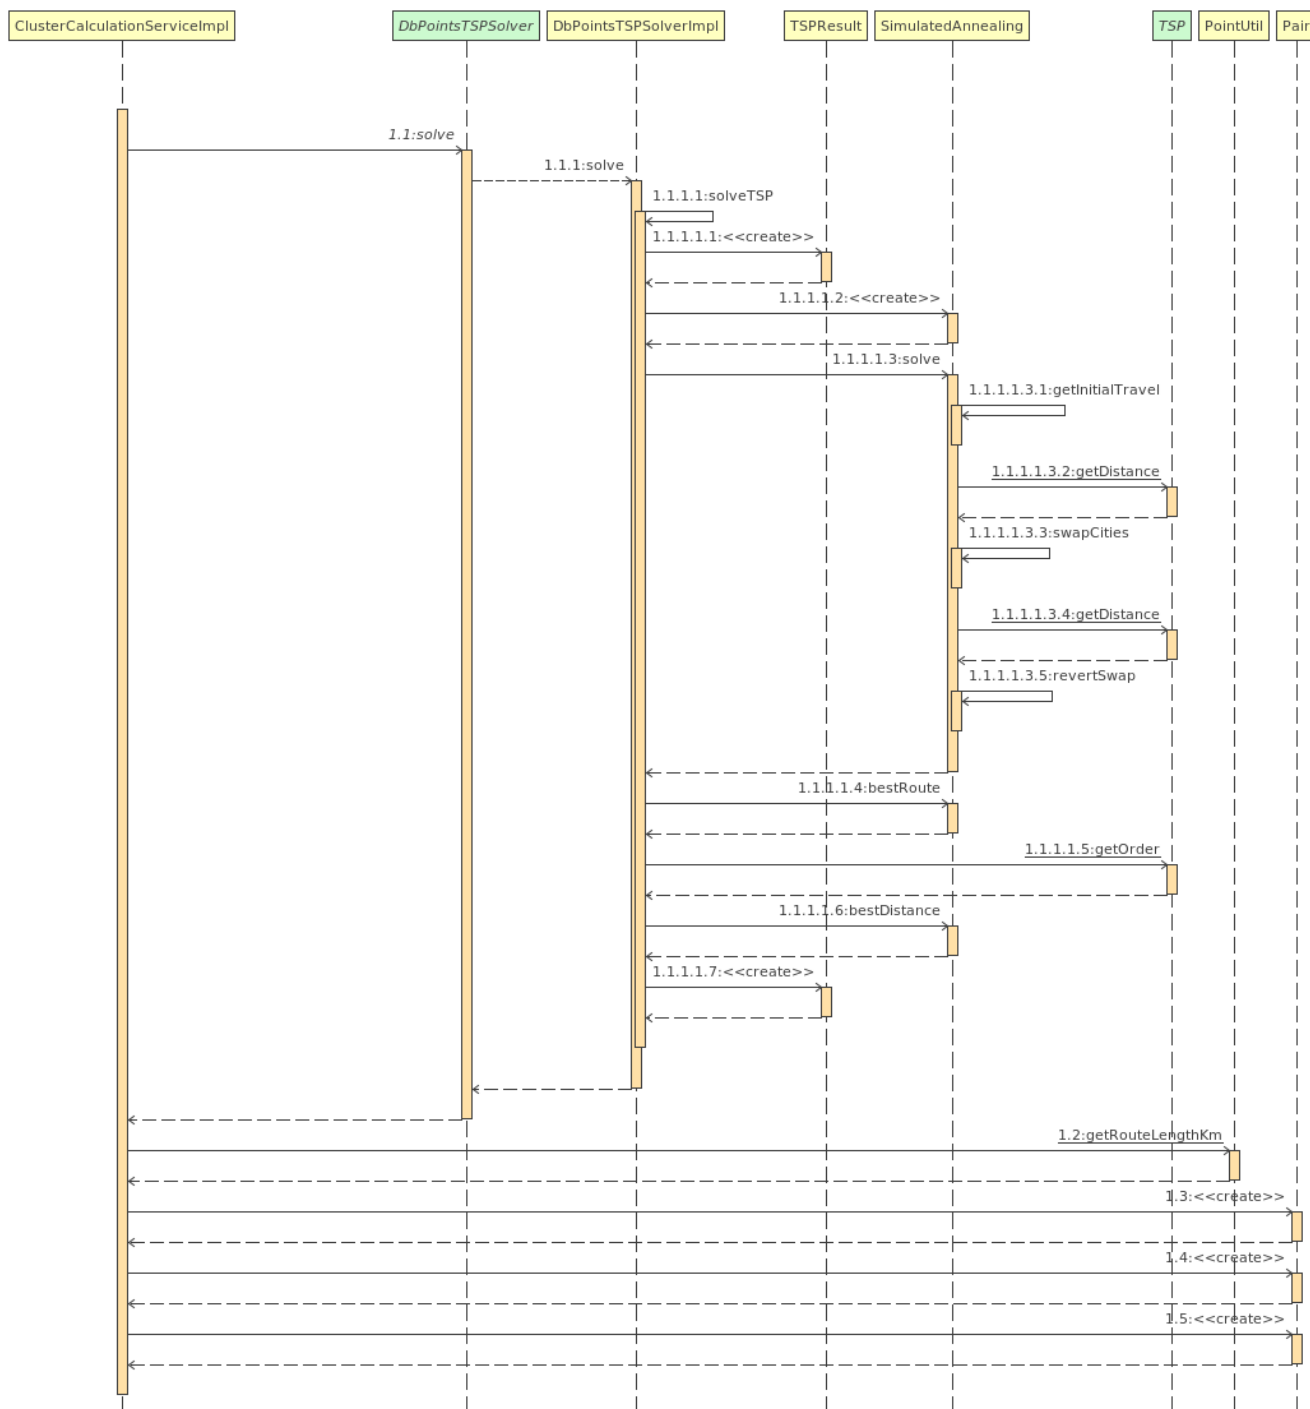 ClusterCalculationServiceImpl
DbPointsTSPSolver
DbPointsTSPSolverImpl
TSPResult
SimulatedAnnealing
TSP
PointUtil
Pair
1.1:solve
1.1.1:solve
1.1.1.1:solveTSP
1.1.1.1.1:<<create>>
1.1.1.1.2:<<create>>
1.1.1.1.3:solve
1.1.1.1.3.1:getInitialTravel
1.1.1.1.3.2:getDistance
1.1.1.1.3.3:swapCities
1.1.1.1.3.4:getDistance
1.1.1.1.3.5:revertSwap
1.1.1.1.4:bestRoute
1.1.1.1.5:getOrder
1.1.1.1.6:bestDistance
1.1.1.1.7:<<create>>
1.2:getRouteLengthKm
1.3:<<create>>
1.4:<<create>>
1.5:<<create>>